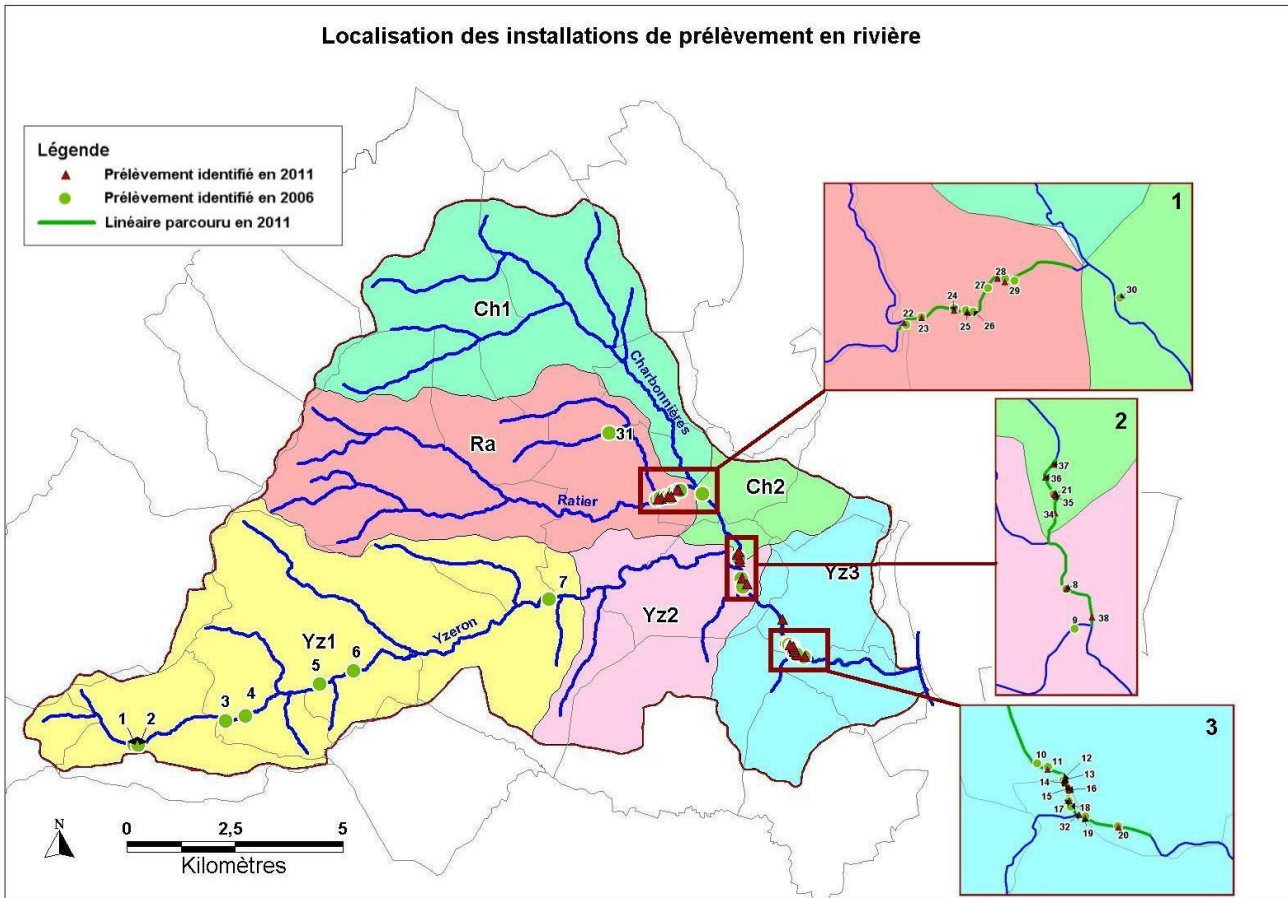 Localisation des installations de prélèvement en rivière
Légende
Prélèvement identifié en 2011
Prélèvement identifié en 2006
Linéaire parcouru en 2011
Ch1
Charbonnières
Ra
31
Ratier
Ch2
7
Yz2
Yz3
Yzeron
Yz1
5
6
3
4
1
2
N
0
2,5
5
Kilomètres
1
30
28
27
29
24
22
23
25
26
2
37
36
21
35
34
8
9
38
3
10
11
12
13
14
15
16
17
18
32
19
20